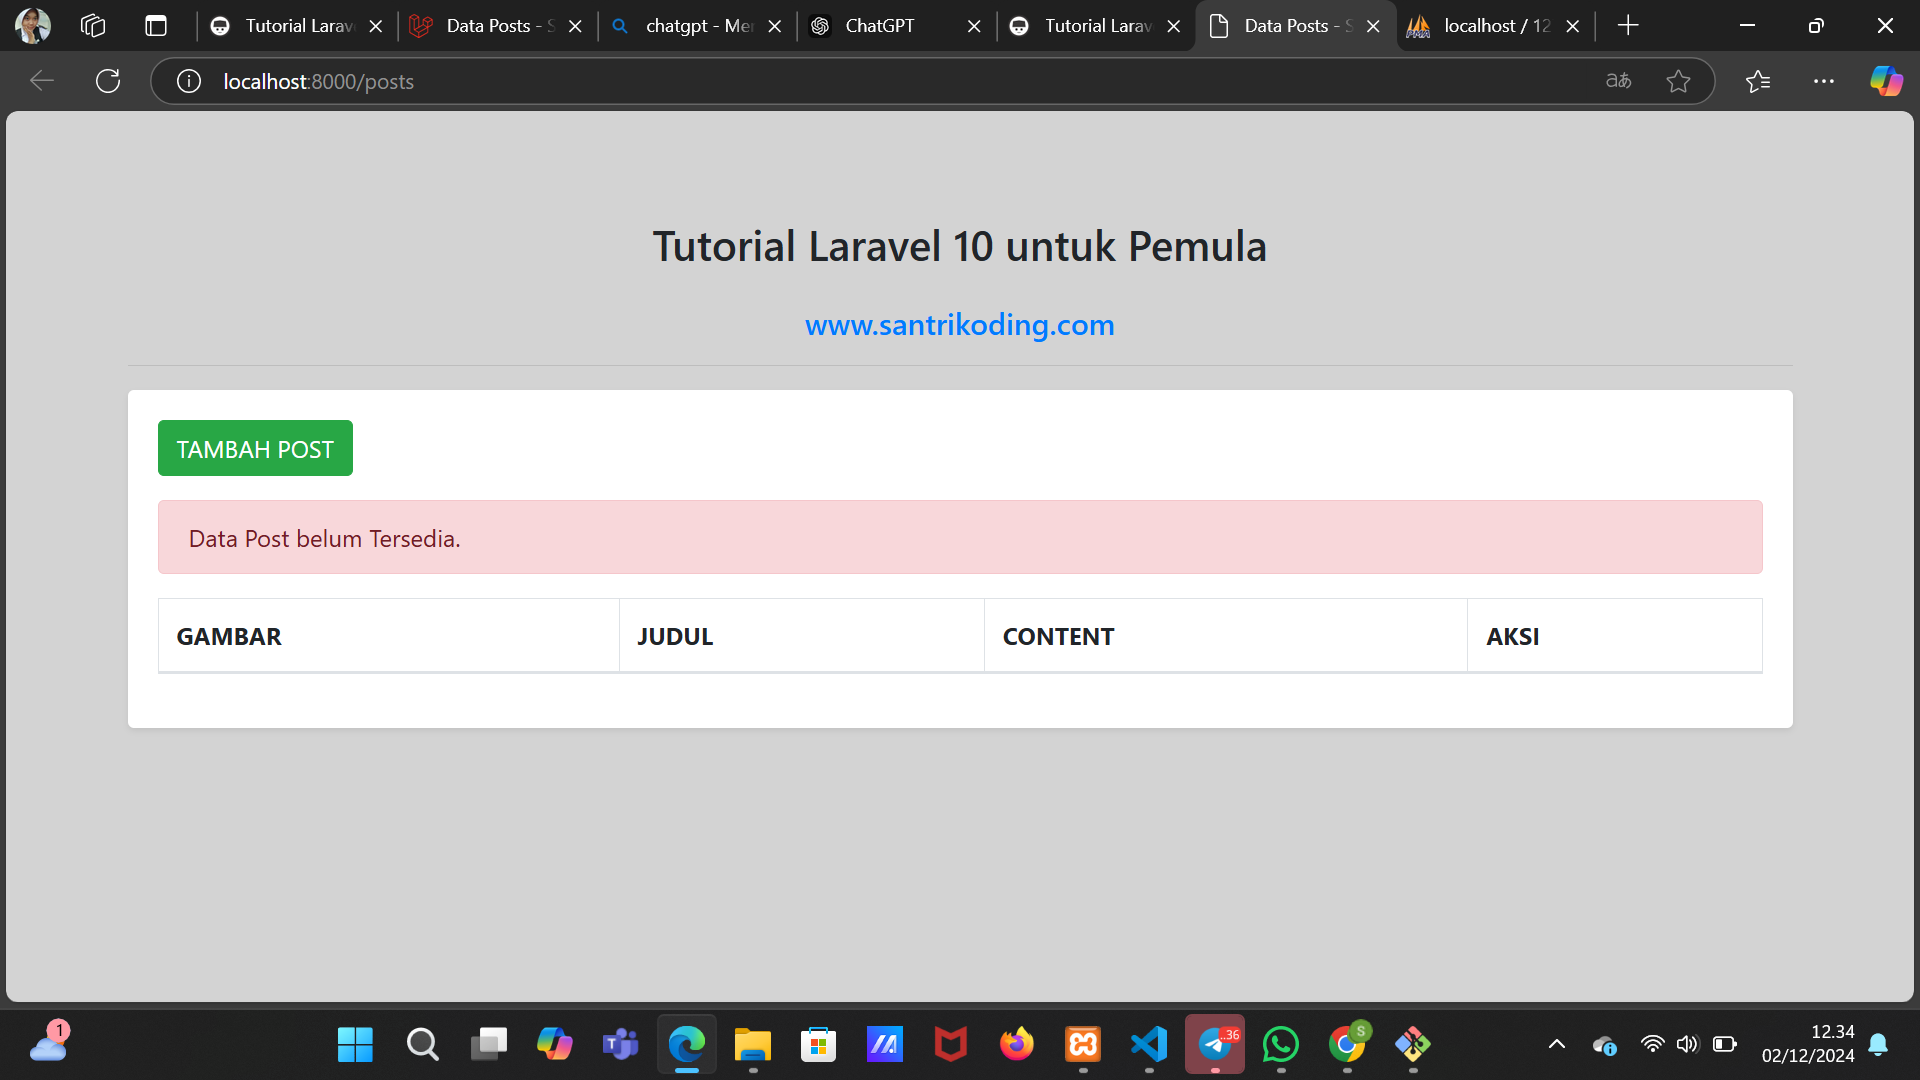 Tutorial Larav
Data Posts - S
chatgpt - Me
ChatGPT
Tutorial Larav
Data Posts - S
localhost / 12
localhost:8000/posts
Tutorial Laravel 10 untuk Pemula
www.santrikoding.com
TAMBAH POST
Data Post belum Tersedia.
GAMBAR JUDUL CONTENT AKSI
1
36
S
12.34
02/12/2024